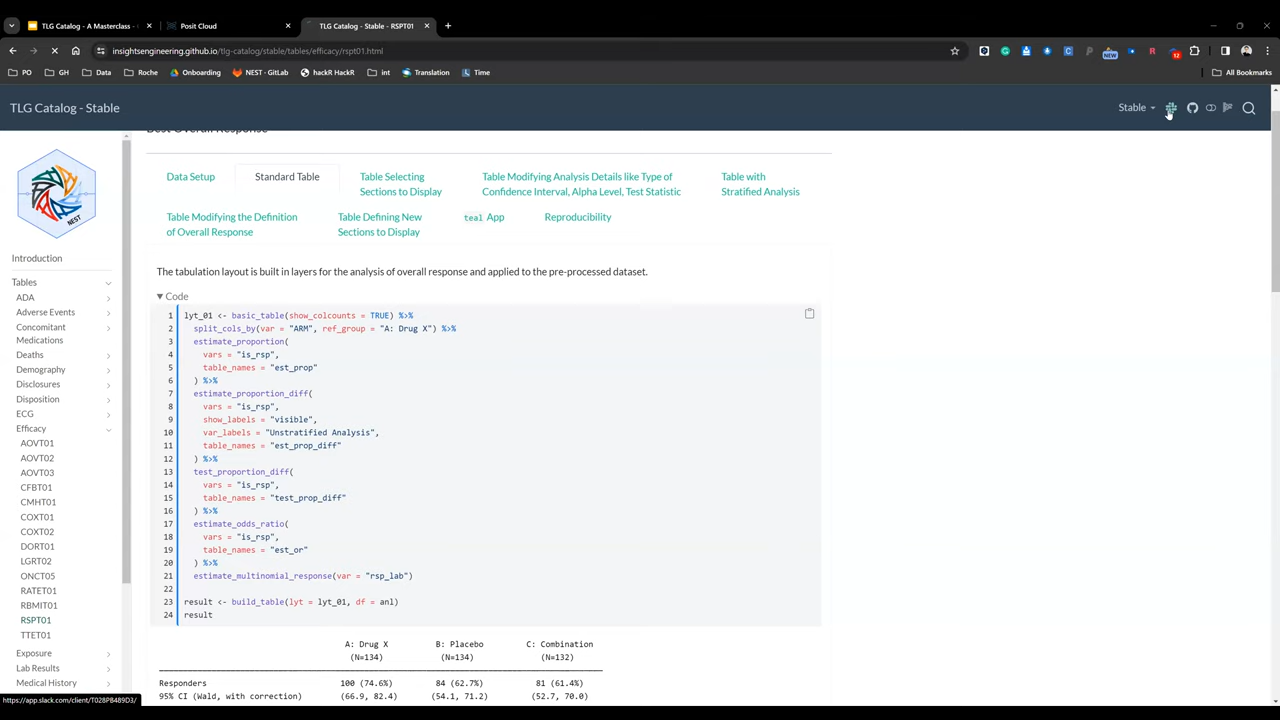 TLG Catalog - A Masterclass -
Posit Cloud
TLG Catalog - Stable - RSPT01
insightsengineering.github.io/tlg-catalog/stable/tables/efficacy/rspt01.html
NEW
PO
GH
Data
Roche
Onboarding
NEST - GitLab
hackR HackR
int
Translation
Time
All Bookmarks
TLG Catalog - Stable
Stable
Best Overall Response
NEST
Data Setup
Standard Table
Table Selecting
Sections to Display
Table Modifying Analysis Details like Type of
Confidence Interval, Alpha Level, Test Statistic
Table with
Stratified Analysis
Table Modifying the Definition
of Overall Response
Table Defining New
Sections to Display
teal App
Reproducibility
Introduction
Tables
ADA
Adverse Events
Concomitant
Medications
Deaths
Demography
Disclosures
Disposition
ECG
Efficacy
AOVT01
AOVT02
AOVT03
CFBT01
CMHT01
COXT01
COXT02
DORT01
LGRT02
ONCT05
RATET01
RBMIT01
RSPT01
TTET01
Exposure
Lab Results
Medical History
The tabulation layout is built in layers for the analysis of overall response and applied to the pre-processed dataset.
▼ Code
1 lyt_01 <- basic_table(show_colcounts = TRUE) %>%
2 split_cols_by(var = "ARM", ref_group = "A: Drug X") %>%
3 estimate_proportion(
4 vars = "is_rsp",
5 table_names = "est_prop"
6 ) %>%
7 estimate_proportion_diff(
8 vars = "is_rsp",
9 show_labels = "visible",
10 var_labels = "Unstratified Analysis",
11 table_names = "est_prop_diff"
12 ) %>%
13 test_proportion_diff(
14 vars = "is_rsp",
15 table_names = "test_prop_diff"
16 ) %>%
17 estimate_odds_ratio(
18 vars = "is_rsp",
19 table_names = "est_or"
20 ) %>%
21 estimate_multinomial_response(var = "rsp_lab")
22
23 result <- build_table(lyt = lyt_01, df = anl)
24 result
A: Drug X B: Placebo C: Combination
(N=134) (N=134) (N=132)
Responders 100 (74.6%) 84 (62.7%) 81 (61.4%)
95% CI (Wald, with correction) (66.9, 82.4) (54.1, 71.2) (52.7, 70.0)
https://app.slack.com/client/T028PB489D3/